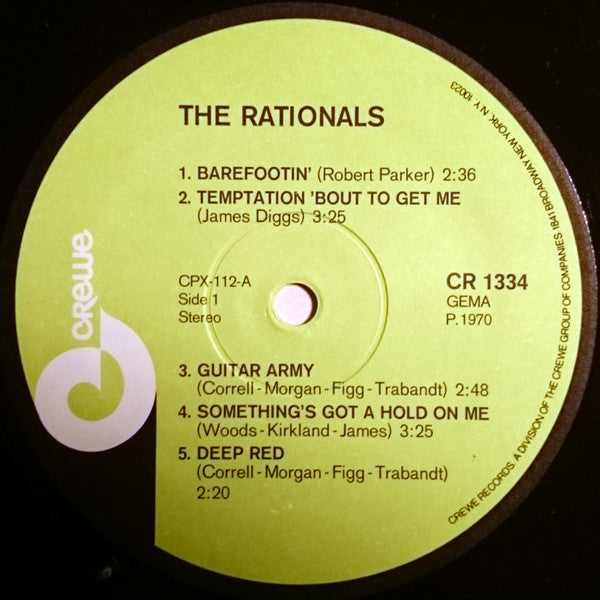 THE RATIONALS
1. BAREFOOTIN' (Robert Parker) 2:36
2. TEMPTATION 'BOUT TO GET ME
(James Diggs) 3:25
CPX-112-A
Side 1
Stereo
CR 1334
GEMA
P. 1970
3. GUITAR ARMY
(Correll-Morgan-Figg-Trabandt) 2:48
4. SOMETHING'S GOT A HOLD ON ME
(Woods-Kirkland-James) 3:25
5. DEEP RED
(Correll-Morgan-Figg-Trabandt)
2:20
crewe
CREWE RECORDS. A DIVISION OF THE CREWE GROUP OF COMPANIES 1841 BROADWAY NEW YORK, N.Y. 10023